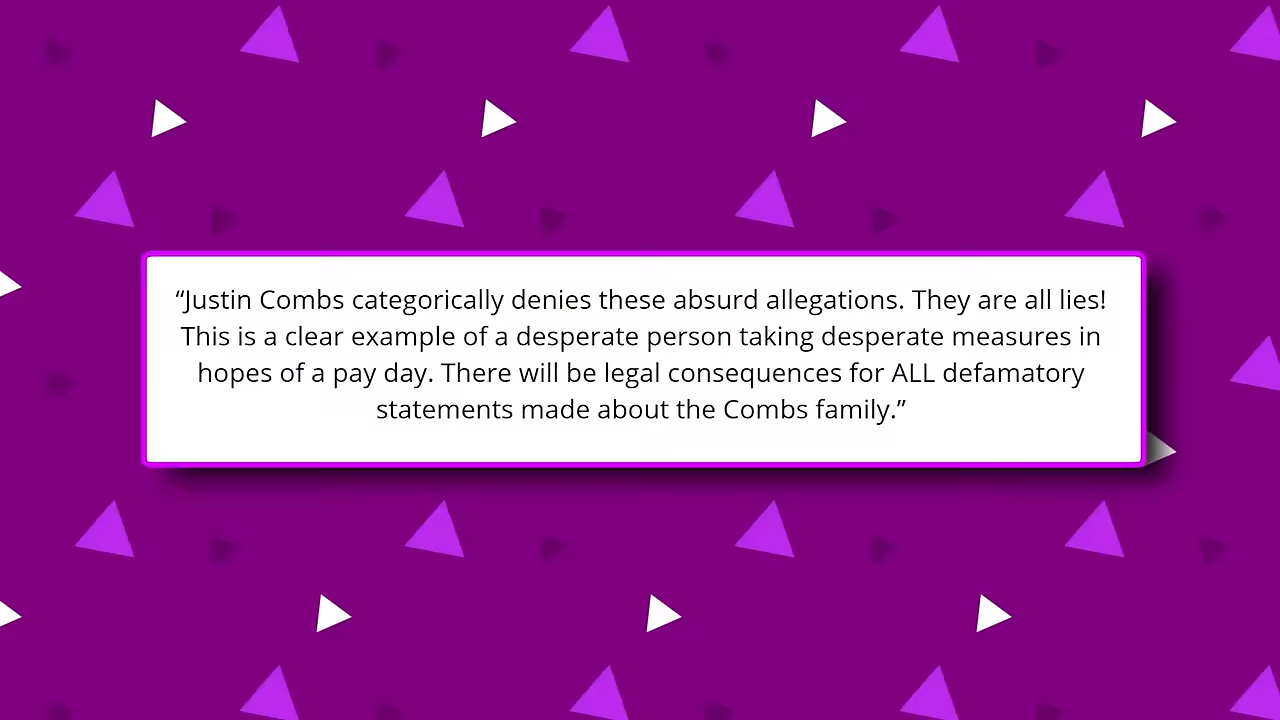 “Justin Combs categorically denies these absurd allegations. They are all lies!
This is a clear example of a desperate person taking desperate measures in
hopes of a pay day. There will be legal consequences for ALL defamatory
statements made about the Combs family.”